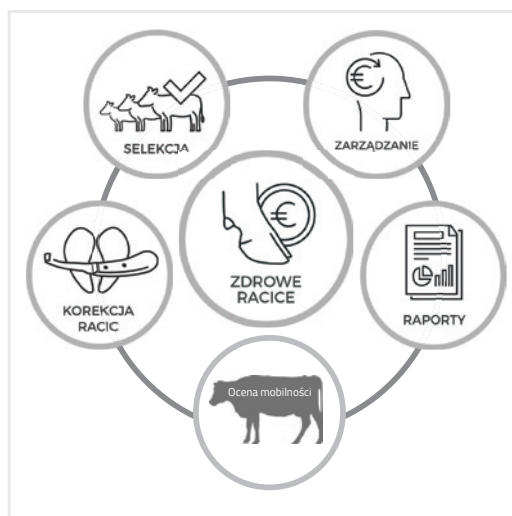 SELEKCJA
ZARZĄDZANIE
ZDROWE
RACICE
KOREKCJA
RACIC
RAPORTY
Ocena mobilności